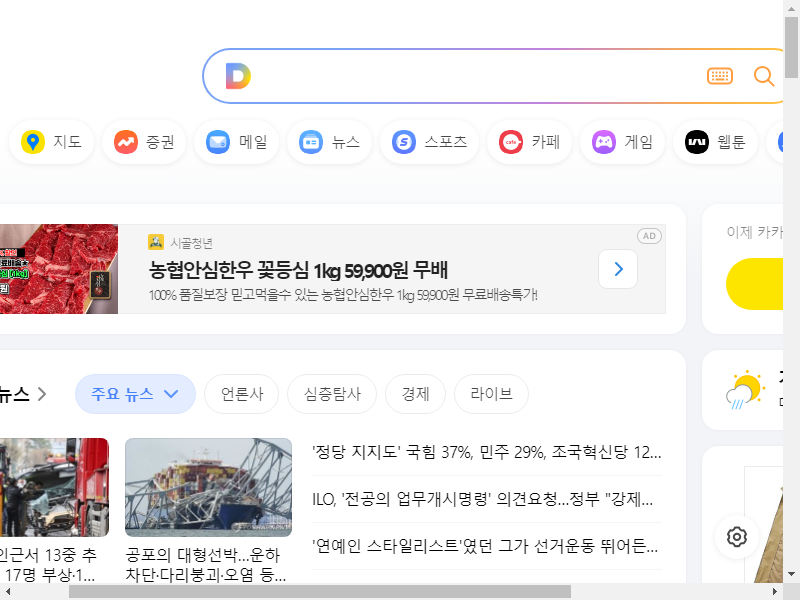 지도
증권
메일
뉴스
스포츠
카페
게임
웹툰
시골청년
AD
농협안심한우 꽃등심 1kg 59,900원 무배
100% 품질보장 믿고먹을수 있는 농협안심한우 1kg 59,900원 무료배송특가!
이제 카카
뉴스
주요 뉴스
언론사
심층탐사
경제
라이브
'정당 지지도' 국힘 37%, 민주 29%, 조국혁신당 12...
ILO, '전공의 업무개시명령' 의견요청...정부 "강제...
'연예인 스타일리스트'였던 그가 선거운동 뛰어든...
인근서 13중 추
17명 부상·1...
공포의 대형선박...운하
차단·다리붕괴·오염 등...